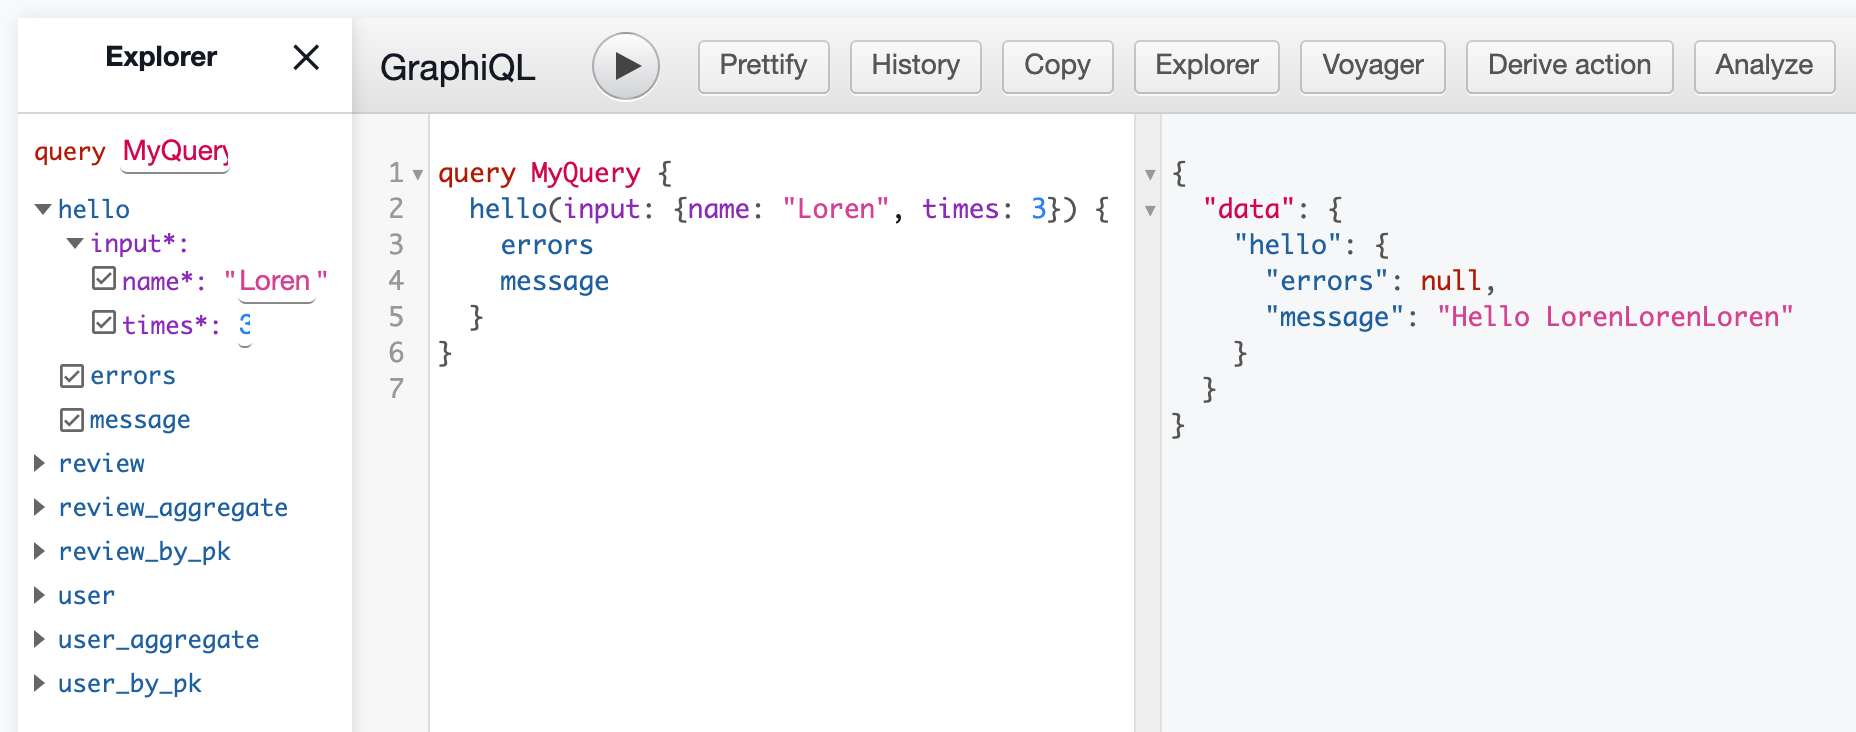 Explorer
query MyQuery
hello
input*:
name*: "Loren"
times*: 3
errors
message
review
review_aggregate
review_by_pk
user
user_aggregate
user_by_pk
GraphiQL Prettify History Copy Explorer Voyager Derive action Analyze
1 query MyQuery {
2 hello(input: {name: "Loren", times: 3}) {
3 errors
4 message
5 }
6 }
7
{
"data": {
"hello": {
"errors": null,
"message": "Hello LorenLorenLoren"
}
}
}